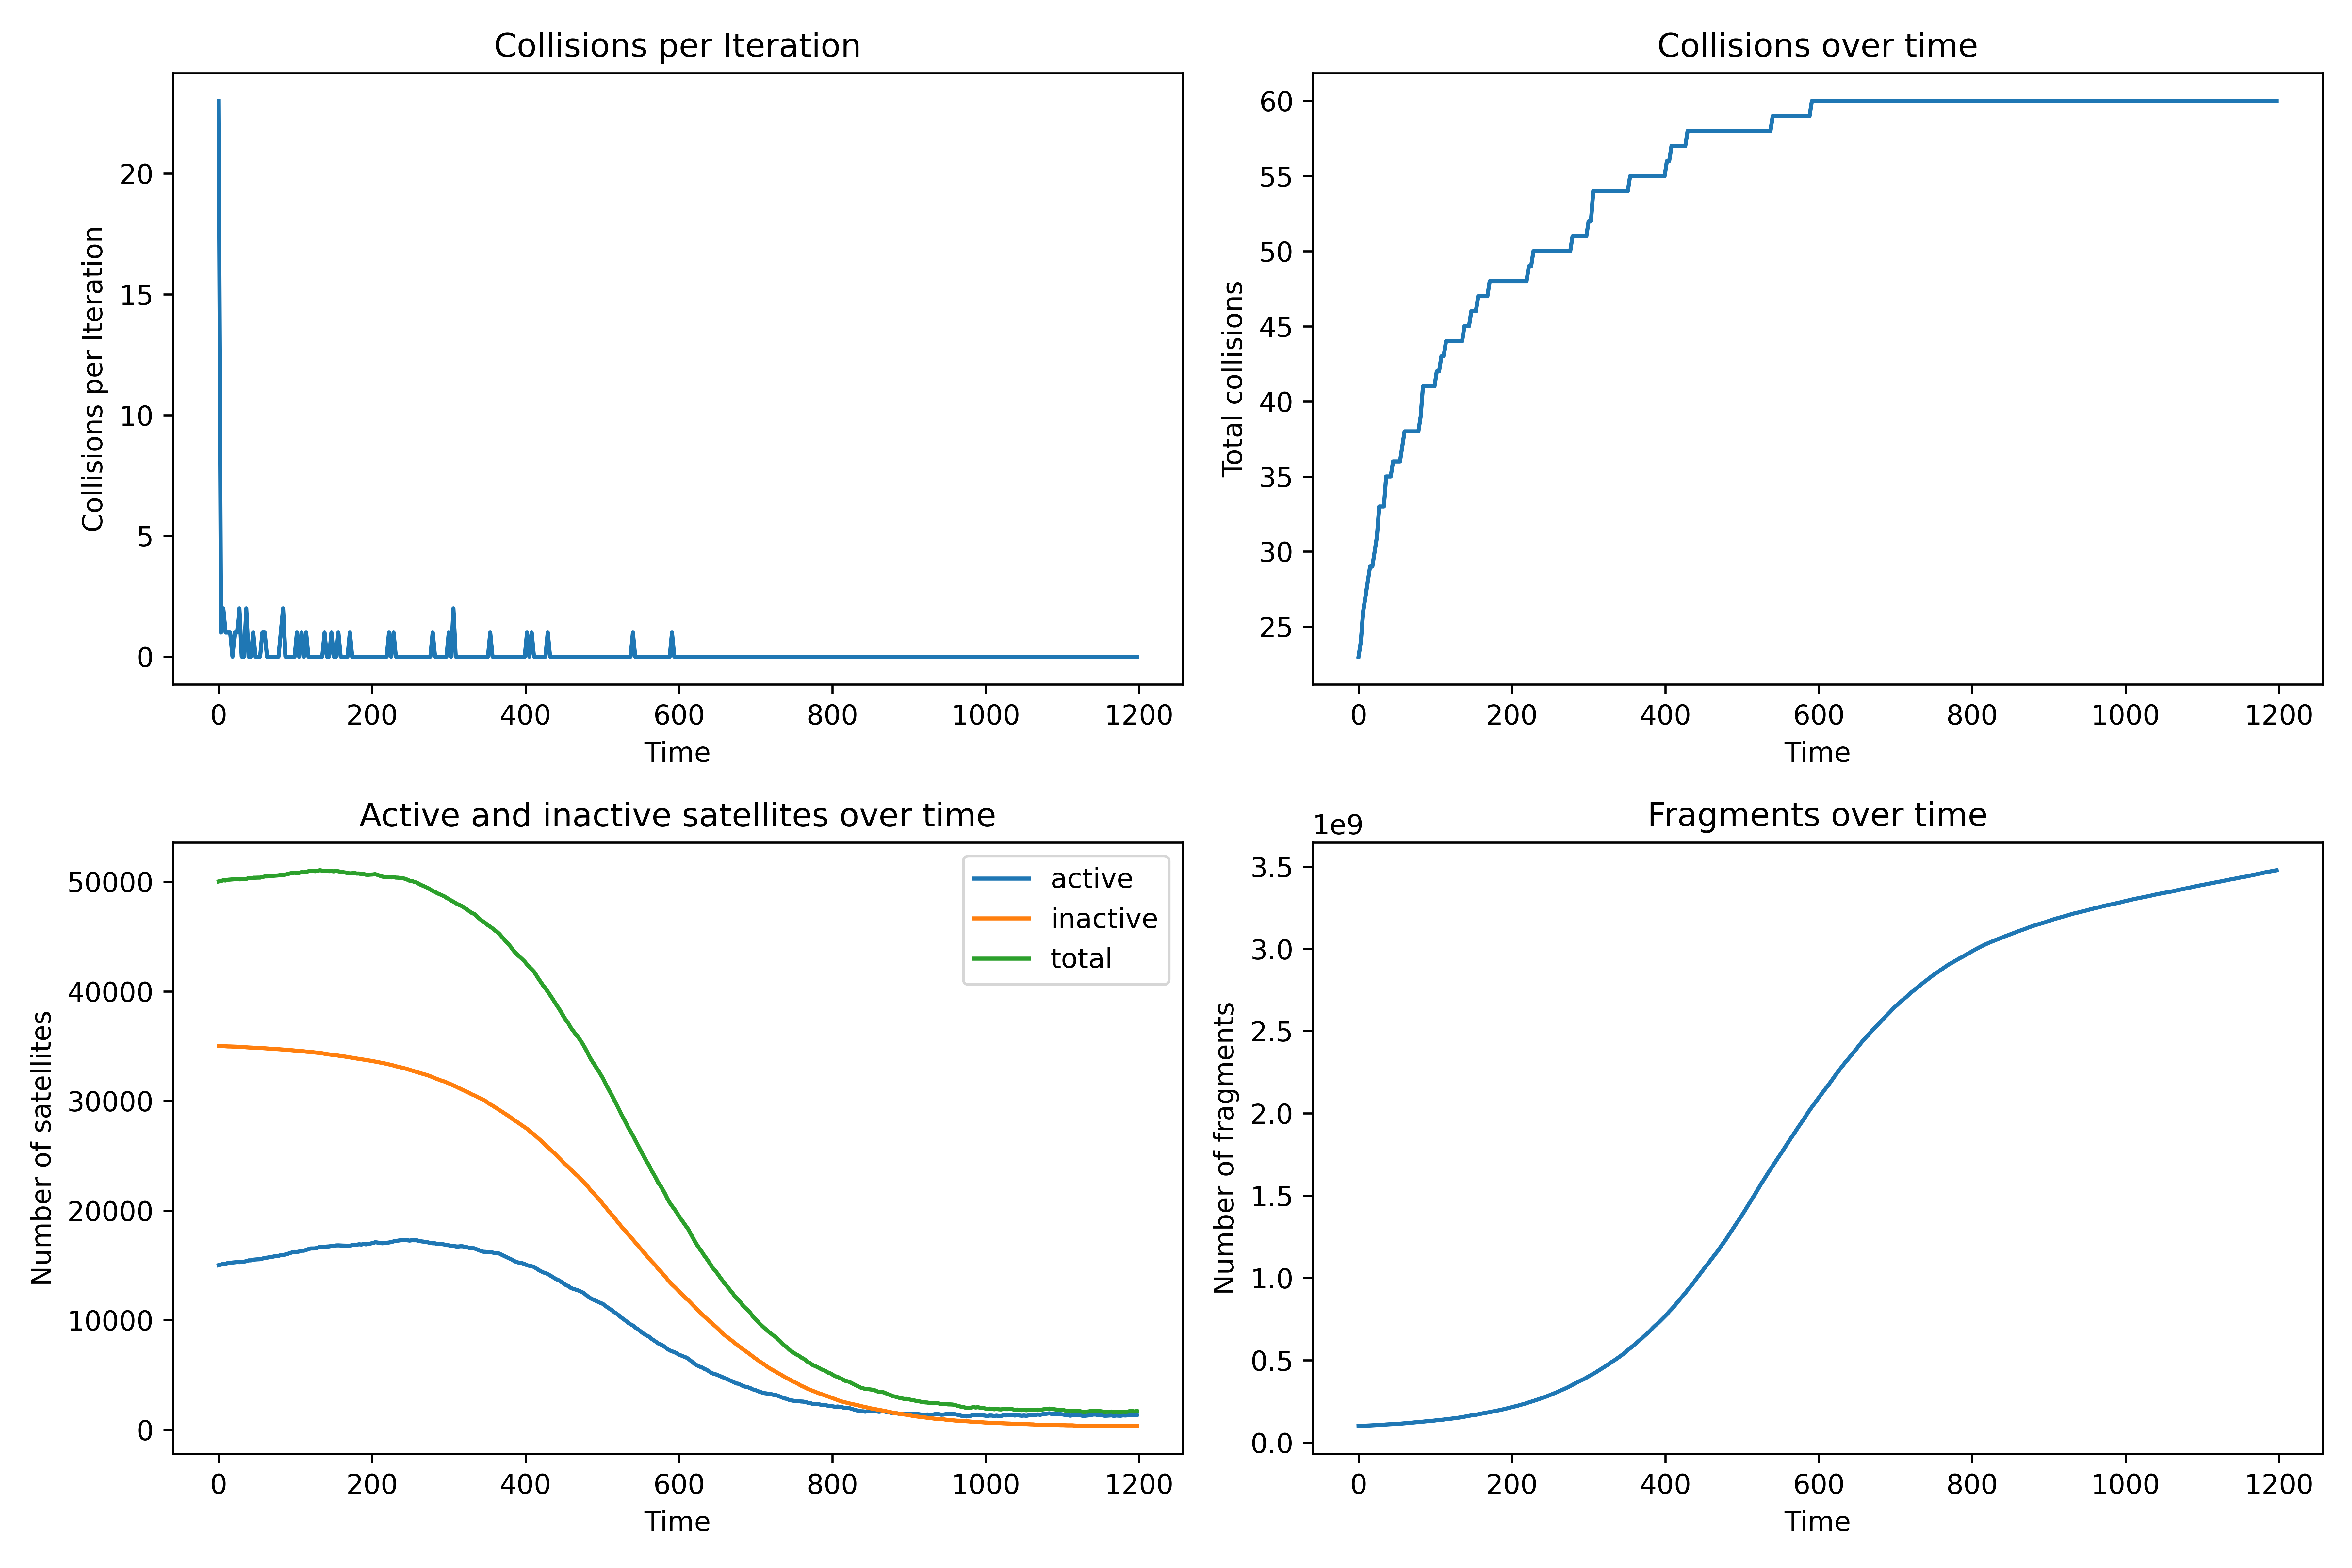 Collisions per Iteration
Collisions per Iteration
20
15
10
5
0
0 200 400 600 800 1000 1200
Time
Collisions over time
Total collisions
60
55
50
45
40
35
30
25
0 200 400 600 800 1000 1200
Time
Active and inactive satellites over time
Number of satellites
50000
40000
30000
20000
10000
0
active
inactive
total
0 200 400 600 800 1000 1200
Time
Fragments over time
1e9
Number of fragments
3.5
3.0
2.5
2.0
1.5
1.0
0.5
0.0
0 200 400 600 800 1000 1200
Time